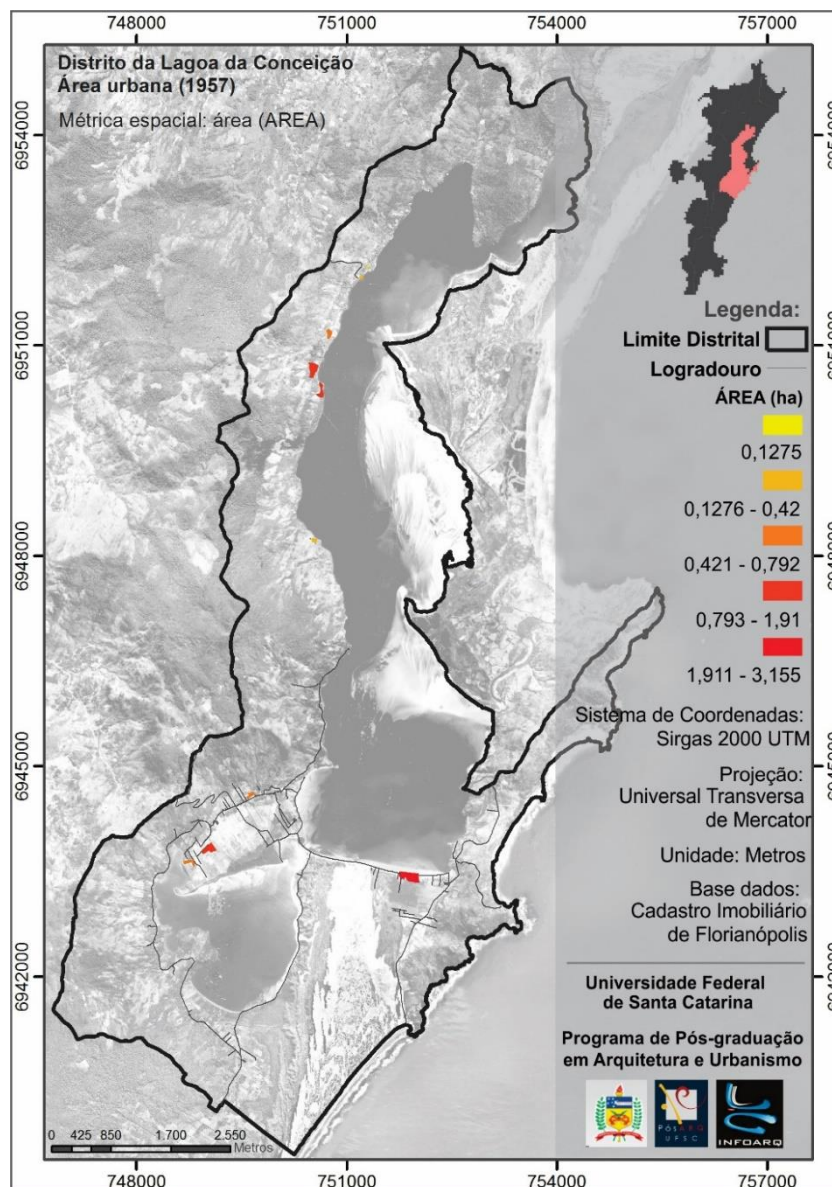 748000 751000 754000 757000
Distrito da Lagoa da Conceição
Área urbana (1957)
Métrica espacial: área (AREA)
6954000
6951000
6948000
6945000
6942000
Legenda:
Limite Distrital
Logradouro
ÁREA (ha)
0,1275
0,1276 - 0,42
0,421 - 0,792
0,793 - 1,91
1,911 - 3,155
Sistema de Coordenadas:
Sirgas 2000 UTM
Projeção:
Universal Transversa
de Mercator
Unidade: Metros
Base dados:
Cadastro Imobiliário
de Florianópolis
Universidade Federal
de Santa Catarina
Programa de Pós-graduação
em Arquitetura e Urbanismo
PósARQ
UFSC
INFOARQ
0 425 850 1.700 2.550
Metros
748000 751000 754000 757000